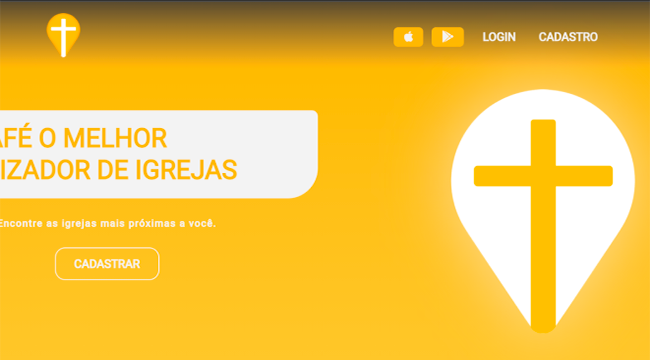 LOGIN CADASTRO
AFÉ O MELHOR
IZADOR DE IGREJAS
Encontre as igrejas mais próximas a você.
CADASTRAR